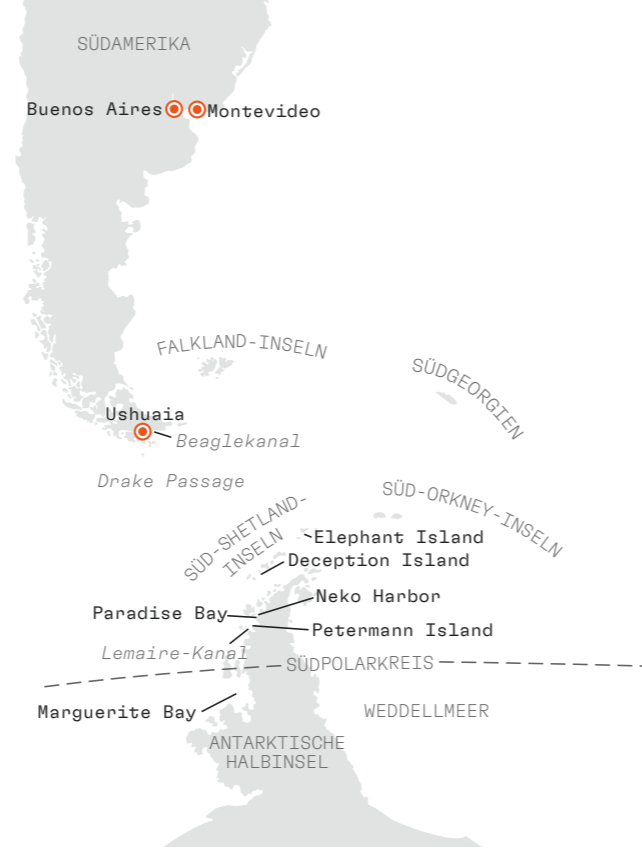 SÜDAMERIKA
Buenos Aires
Montevideo
FALKLAND-INSELN
SÜDGEORGIEN
Ushuaia
Beaglekanal
Drake Passage
SÜD-ORKNEY-INSELN
SÜD-SHETLAND-
INSELN
Elephant Island
Deception Island
Neko Harbor
Paradise Bay
Petermann Island
Lemaire-Kanal
SÜDPOLARKREIS
Marguerite Bay
WEDDELLMEER
ANTARKTISCHE
HALBINSEL